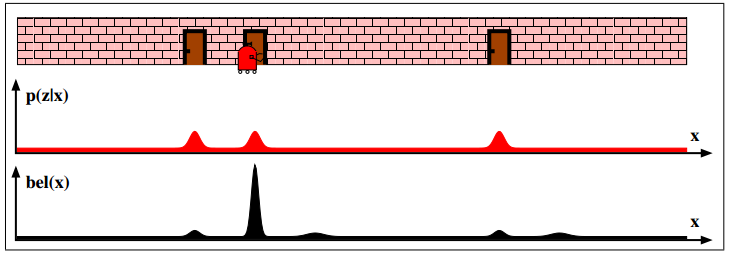 p(z|x)
x
bel(x)
x